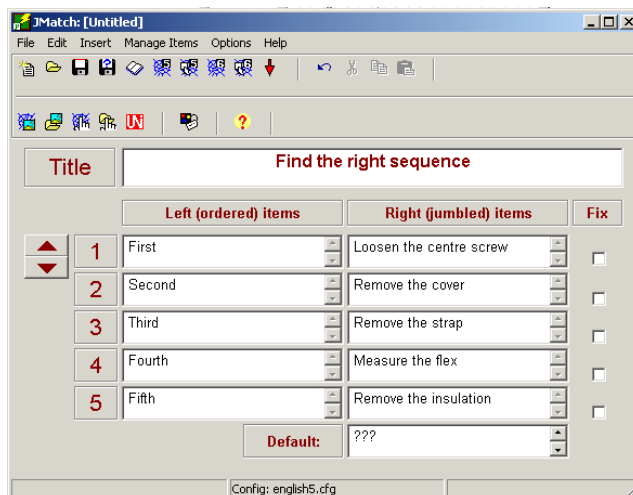 JMatch: [Untitled]
File Edit Insert Manage Items Options Help
Title
Find the right sequence
Left (ordered) items Right (jumbled) items Fix
1 First Loosen the centre screw
2 Second Remove the cover
3 Third Remove the strap
4 Fourth Measure the flex
5 Fifth Remove the insulation
Default: ???
Config: english5.cfg